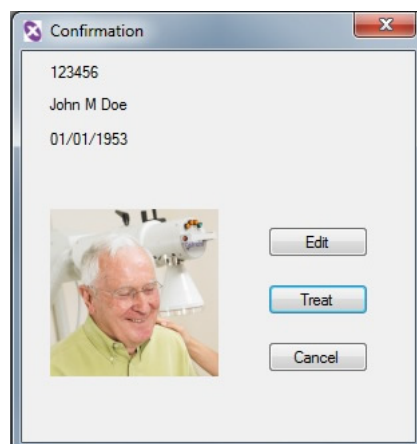 Confirmation
123456
John M Doe
01/01/1953
Edit
Treat
Cancel